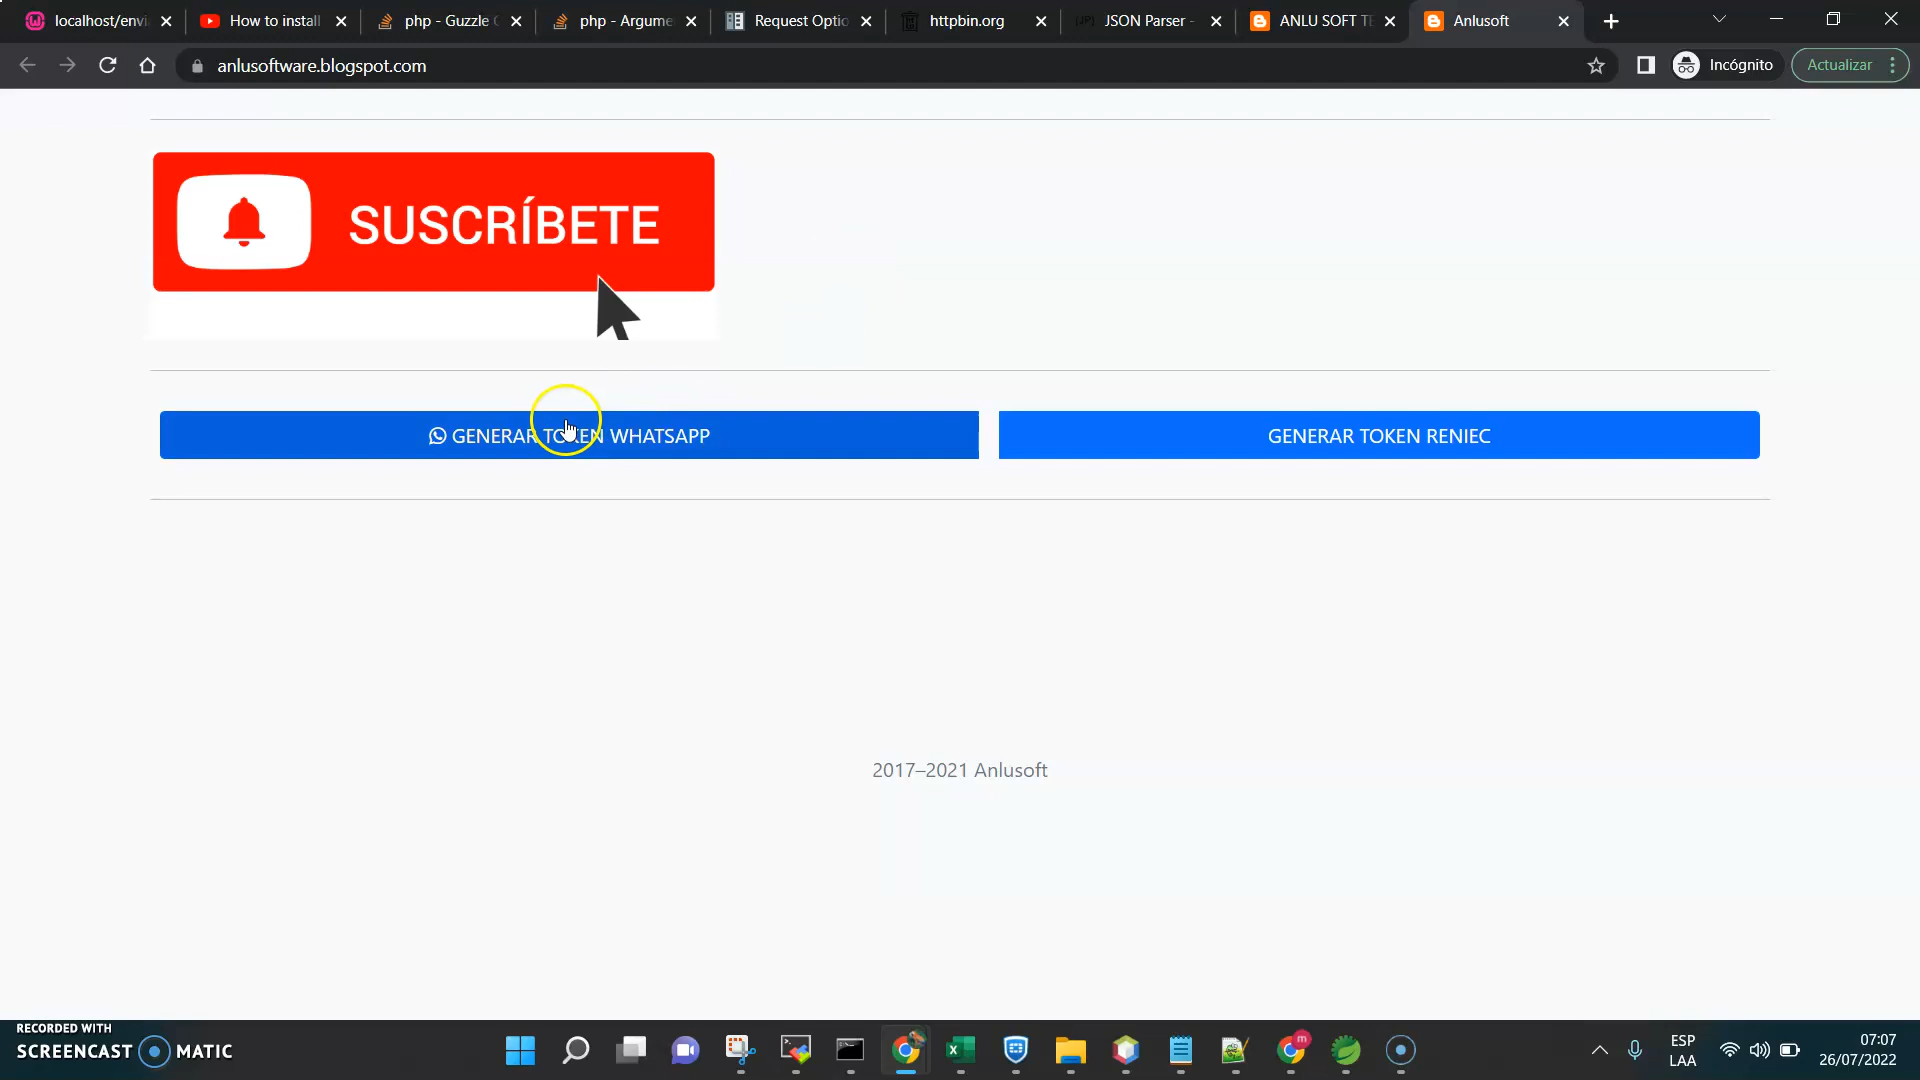 localhost/envi
How to install
php - Guzzle
php - Argume
Request Optio
httpbin.org
JSON Parser -
ANLU SOFT TE
Anlusoft
anlusoftware.blogspot.com
Incógnito
Actualizar
SUSCRÍBETE
GENERAR TOKEN WHATSAPP
GENERAR TOKEN RENIEC
2017–2021 Anlusoft
RECORDED WITH
SCREENCAST MATIC
ESP
LAA
07:07
26/07/2022